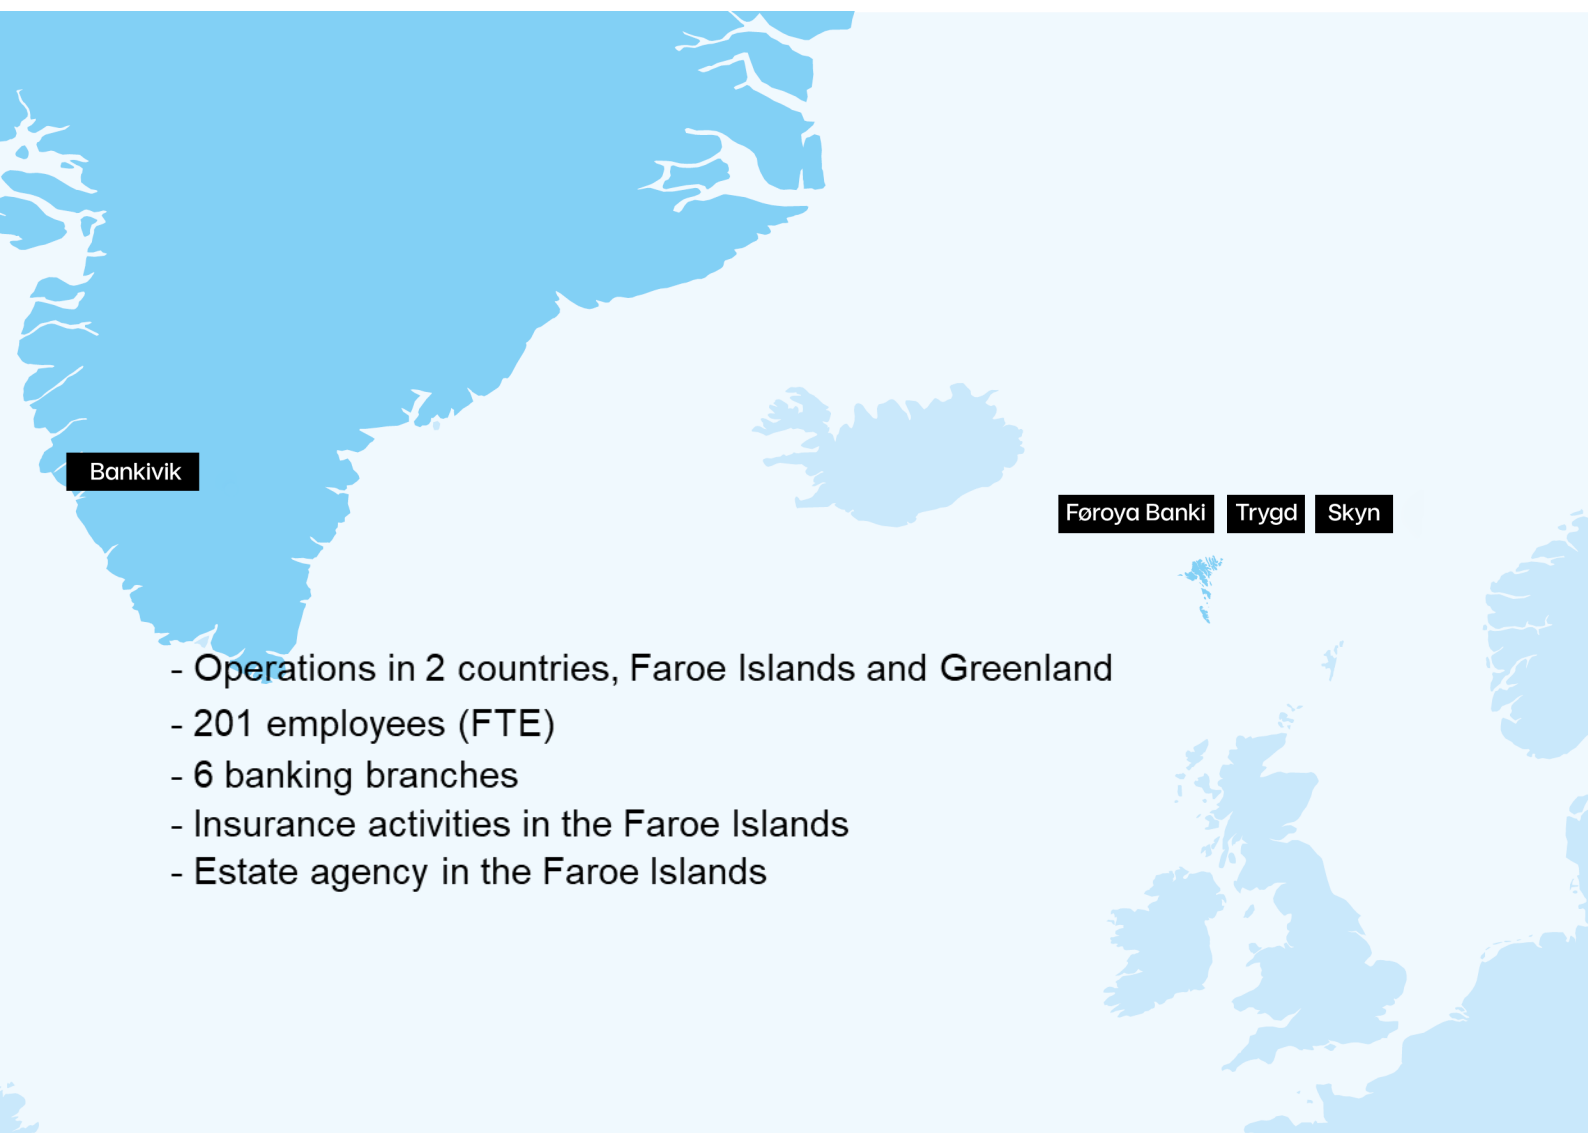 Bankivik
Føroya Banki Trygd Skyn
- Operations in 2 countries, Faroe Islands and Greenland
- 201 employees (FTE)
- 6 banking branches
- Insurance activities in the Faroe Islands
- Estate agency in the Faroe Islands